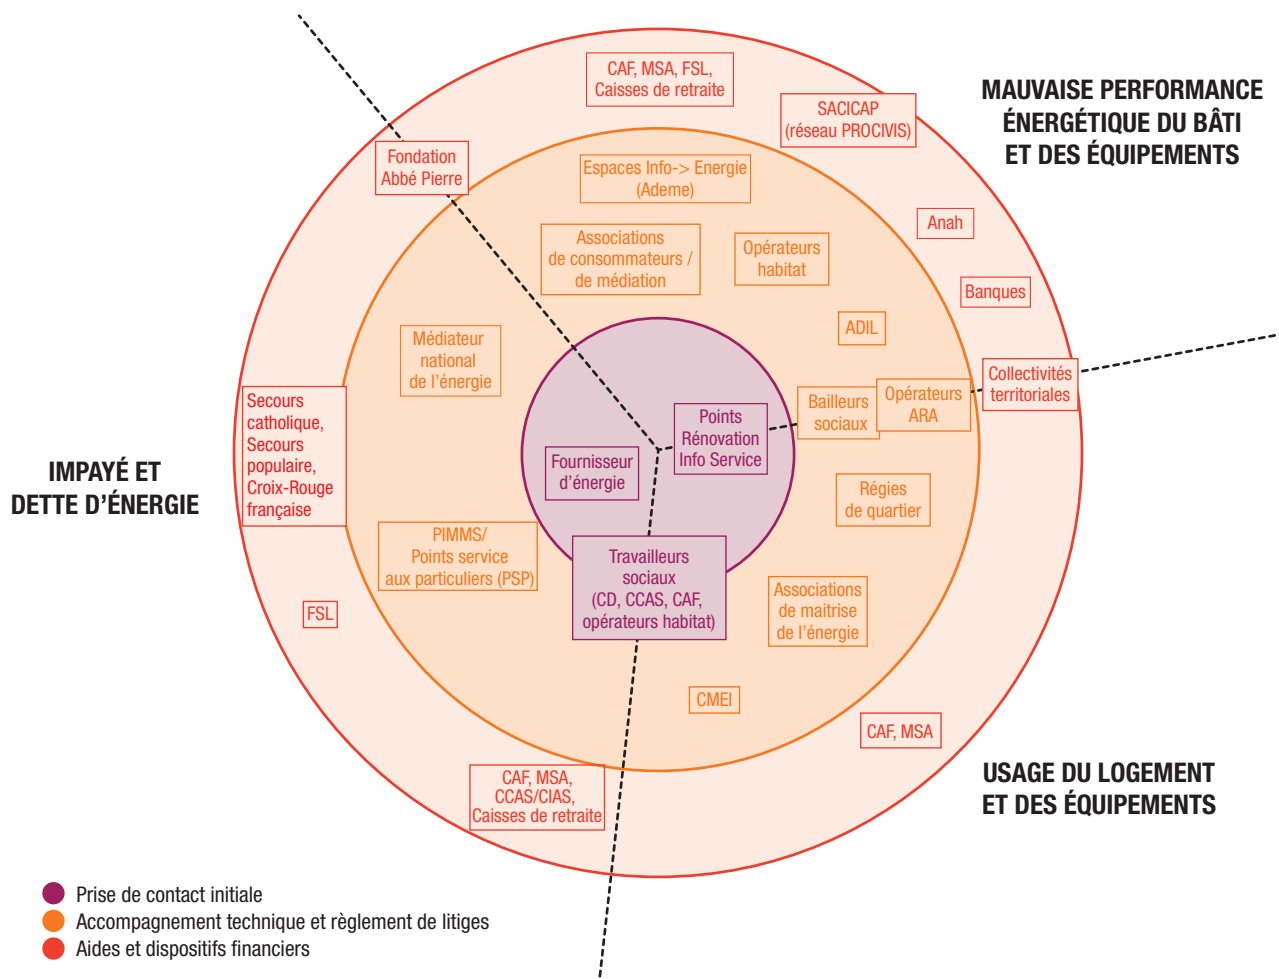 CAF, MSA, FSL,
Caisses de retraite
SACICAP
(réseau PROCIVIS)
MAUVAISE PERFORMANCE
ÉNERGÉTIQUE DU BÂTI
ET DES ÉQUIPEMENTS
Fondation
Abbé Pierre
Espaces Info-> Energie
(Ademe)
Anah
Associations
de consommateurs /
de médiation
Opérateurs
habitat
Banques
ADIL
Médiateur
national
de l'énergie
Collectivités
territoriales
Bailleurs
sociaux
Opérateurs
ARA
Secours
catholique,
Secours
populaire,
Croix-Rouge
française
Points
Rénovation
Info Service
Fournisseur
d'énergie
IMPAYÉ ET
DETTE D'ÉNERGIE
Régies
de quartier
PIMMS/
Points service
aux particuliers (PSP)
Travailleurs
sociaux
(CD, CCAS, CAF,
opérateurs habitat)
Associations
de maitrise
de l'énergie
FSL
CMEI
CAF, MSA
CAF, MSA,
CCAS/CIAS,
Caisses de retraite
USAGE DU LOGEMENT
ET DES ÉQUIPEMENTS
Prise de contact initiale
Accompagnement technique et règlement de litiges
Aides et dispositifs financiers